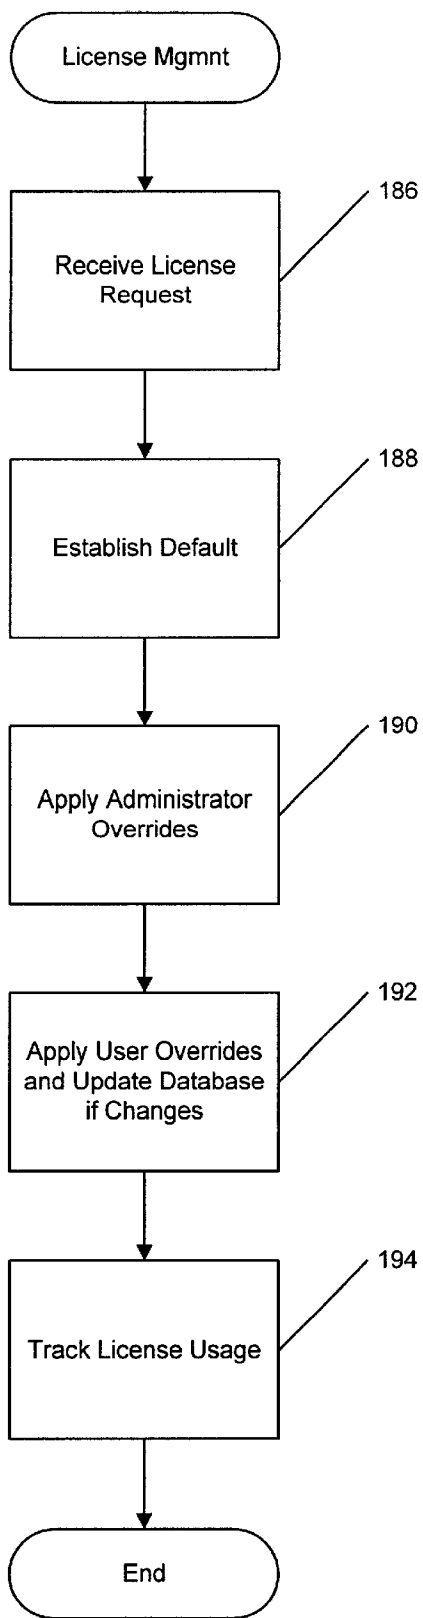 License Mgmnt
186
Receive License
Request
188
Establish Default
190
Apply Administrator
Overrides
192
Apply User Overrides
and Update Database
if Changes
194
Track License Usage
End